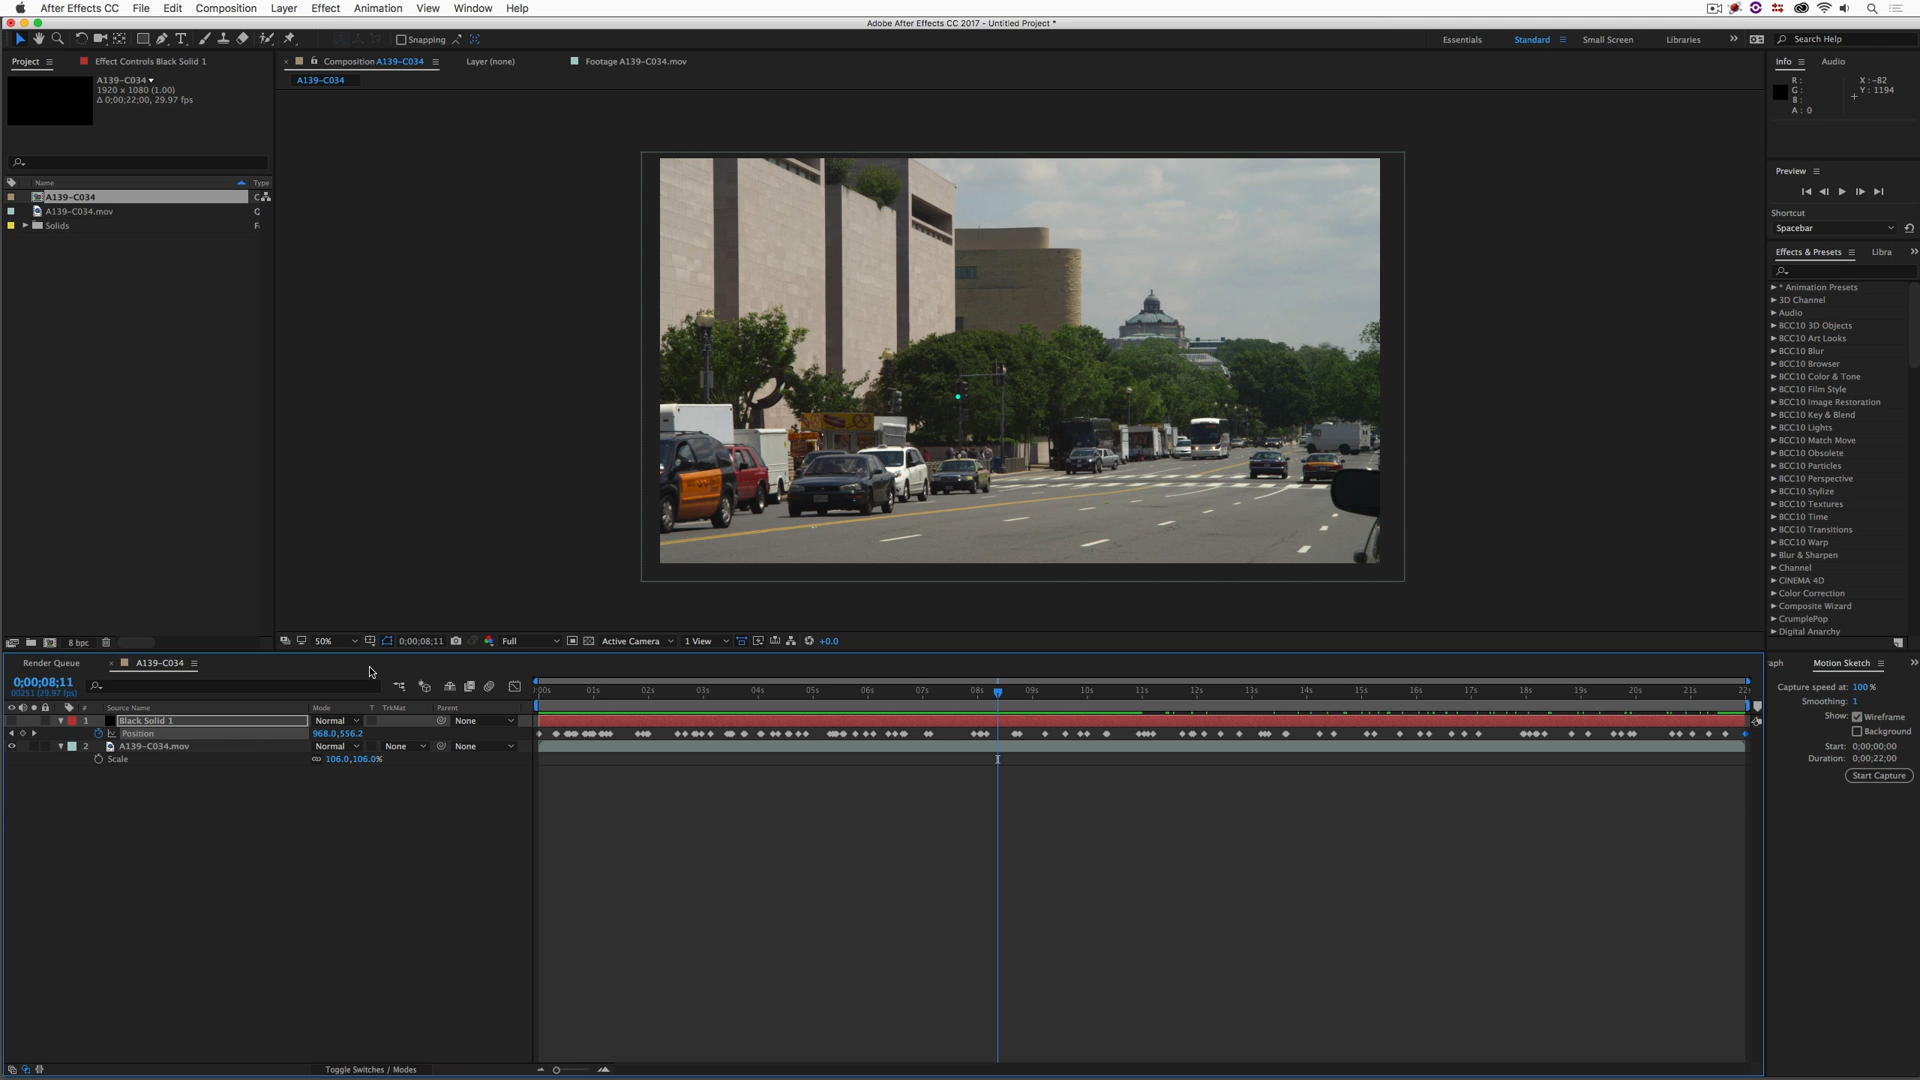 After Effects CC File Edit Composition Layer Effect Animation View Window Help
Adobe After Effects CC 2017 - Untitled Project *
Snapping
Essentials Standard Small Screen Libraries Search Help
Project Effect Controls Black Solid 1
Composition A139-C034 Layer (none) Footage A139-C034.mov
Info Audio
A139-C034
1920 x 1080 (1.00)
Δ 0;00;22;00, 29.97 fps
A139-C034
R :
G :
B :
A : 0
X : -82
Y : 1194
Name Type
A139-C034
A139-C034.mov
Solids
Preview
Shortcut
Spacebar
Effects & Presets Libra
* Animation Presets
3D Channel
Audio
BCC10 3D Objects
BCC10 Art Looks
BCC10 Blur
BCC10 Browser
BCC10 Color & Tone
BCC10 Film Style
BCC10 Image Restoration
BCC10 Key & Blend
BCC10 Lights
BCC10 Match Move
BCC10 Obsolete
BCC10 Particles
BCC10 Perspective
BCC10 Stylize
BCC10 Textures
BCC10 Time
BCC10 Transitions
BCC10 Warp
Blur & Sharpen
Channel
CINEMA 4D
Color Correction
Composite Wizard
CrumplePop
Digital Anarchy
8 bpc
50% 0;00;08;11 Full Active Camera 1 View +0.0
Render Queue A139-C034
0;00;08;11
00251 (29.97 fps)
:00s 01s 02s 03s 04s 05s 06s 07s 08s 09s 10s 11s 12s 13s 14s 15s 16s 17s 18s 19s 20s 21s 22s
# Source Name Mode T TrkMat Parent
1 Black Solid 1 Normal None
Position 968.0,556.2
2 A139-C034.mov Normal None None
Scale 106.0,106.0%
Toggle Switches / Modes
raph Motion Sketch
Capture speed at: 100 %
Smoothing: 1
Show: Wireframe
Background
Start: 0;00;00;00
Duration: 0;00;22;00
Start Capture